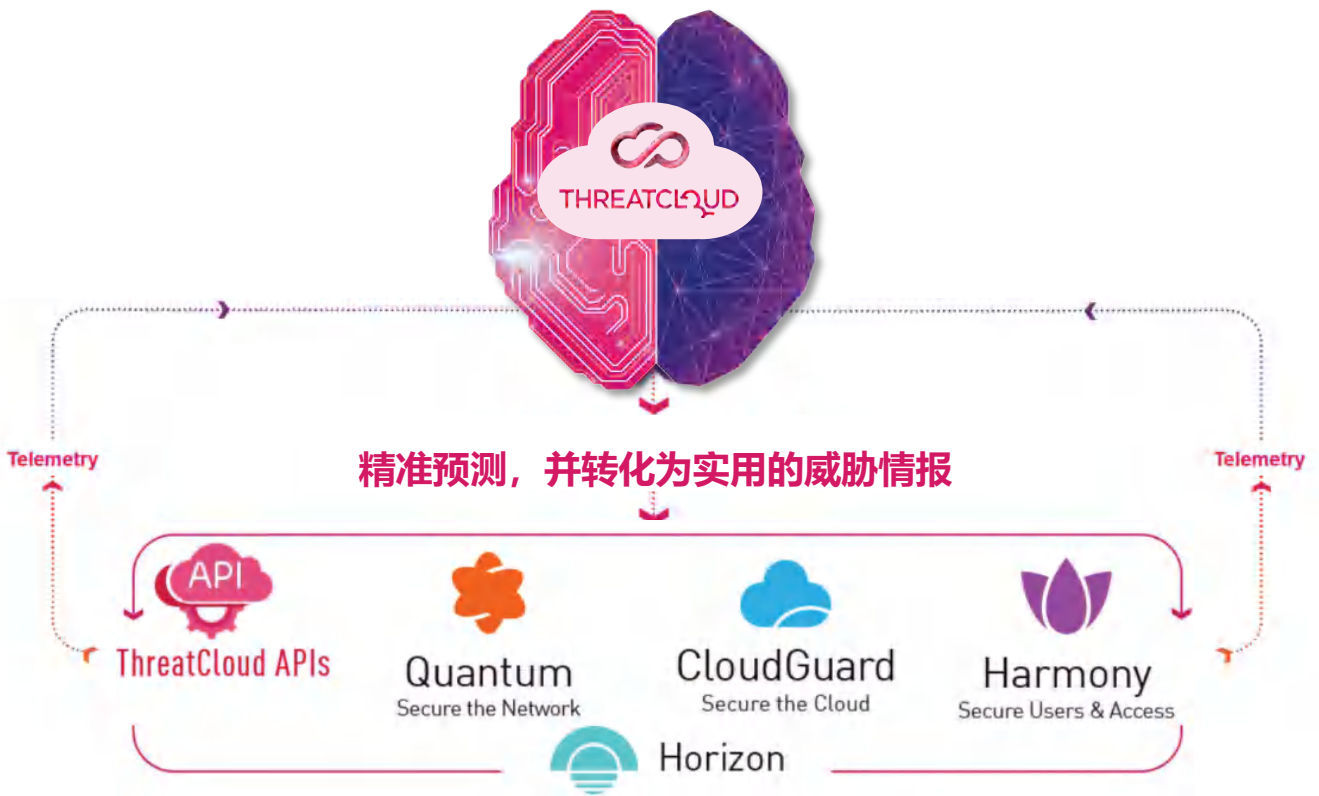 THREATCLOUD
Telemetry
精准预测，并转化为实用的威胁情报
Telemetry
API
ThreatCloud APIs
Quantum
Secure the Network
CloudGuard
Secure the Cloud
Harmony
Secure Users & Access
Horizon